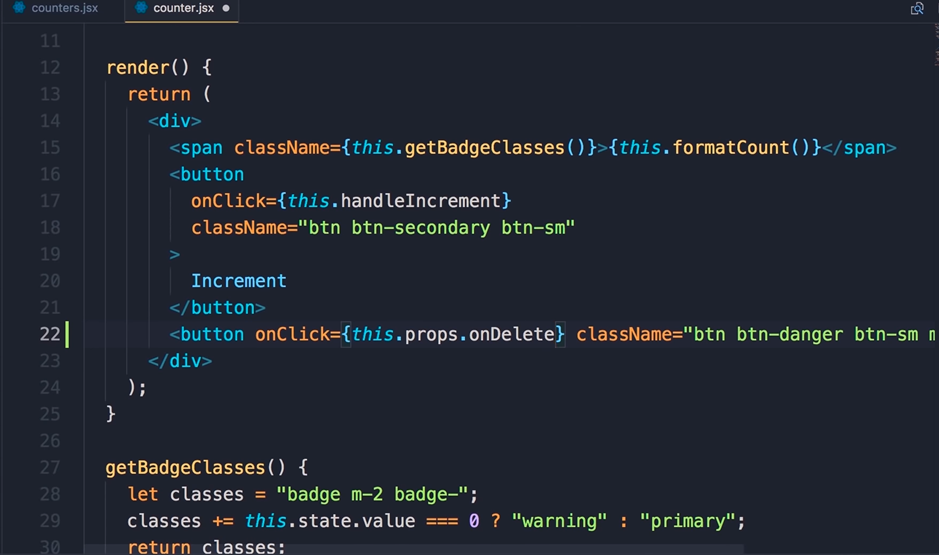 counters.jsx counter.jsx
11
12 render() {
13 return (
14 <div>
15 <span className={this.getBadgeClasses()}>{this.formatCount()}</span>
16 <button
17 onClick={this.handleIncrement}
18 className="btn btn-secondary btn-sm"
19 >
20 Increment
21 </button>
22 <button onClick={this.props.onDelete} className="btn btn-danger btn-sm m
23 </div>
24 );
25 }
26
27 getBadgeClasses() {
28 let classes = "badge m-2 badge-";
29 classes += this.state.value === 0 ? "warning" : "primary";
30 return classes;